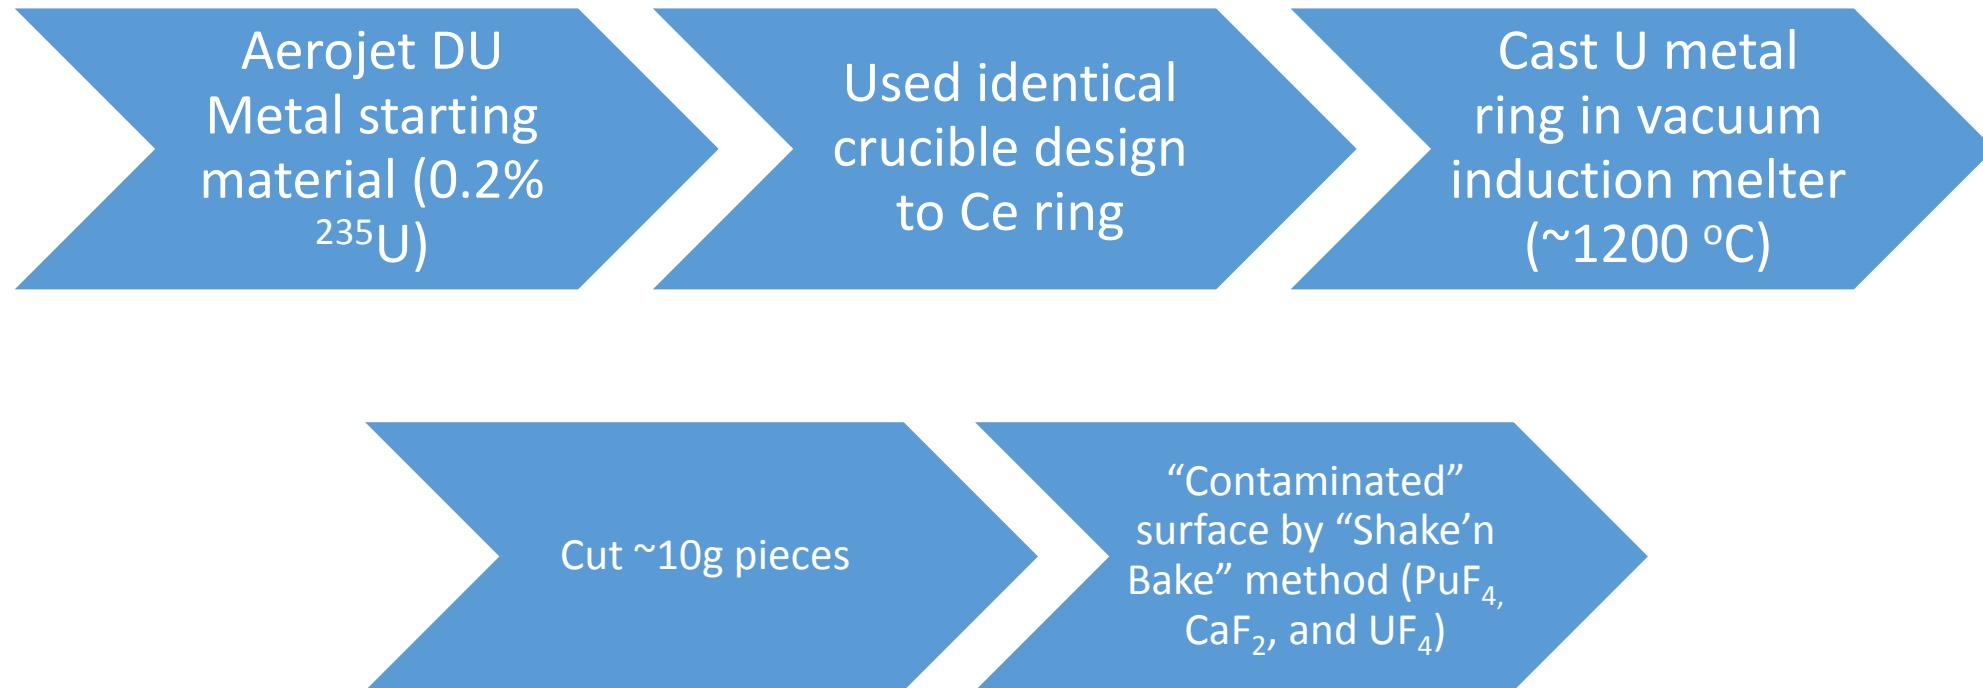 Aerojet DU
Metal starting
material (0.2%
²³⁵U)
Used identical
crucible design
to Ce ring
Cast U metal
ring in vacuum
induction melter
(~1200 ⁰C)
Cut ~10g pieces
“Contaminated”
surface by “Shake’n
Bake” method (PuF₄,
CaF₂, and UF₄)